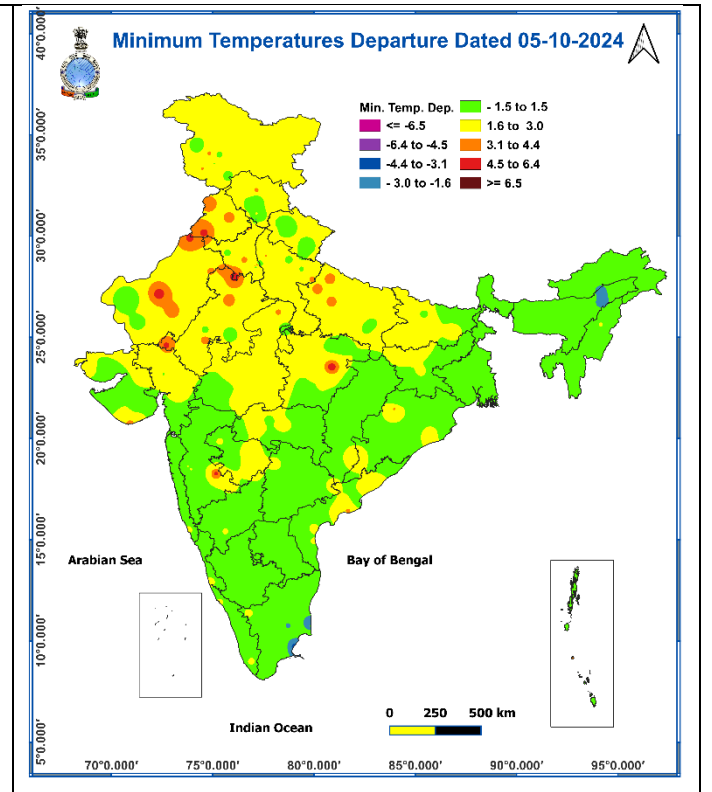 Minimum Temperatures Departure Dated 05-10-2024
Min. Temp. Dep.
<= -6.5
-6.4 to -4.5
-4.4 to -3.1
- 3.0 to -1.6
- 1.5 to 1.5
1.6 to 3.0
3.1 to 4.4
4.5 to 6.4
>= 6.5
40°0.000'
35°0.000'
30°0.000'
25°0.000'
20°0.000'
15°0.000'
10°0.000'
5°0.000'
Arabian Sea
Bay of Bengal
Indian Ocean
0 250 500 km
70°0.000' 75°0.000' 80°0.000' 85°0.000' 90°0.000' 95°0.000'